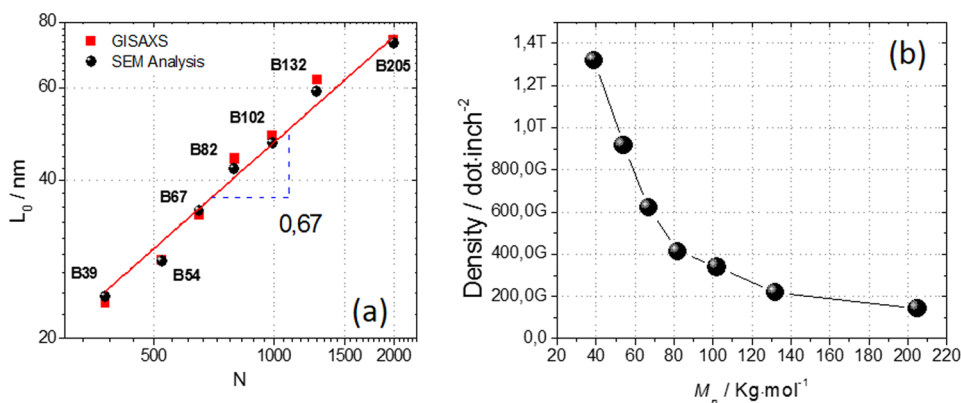 80
60
40
20
L₀ / nm
GISAXS
SEM Analysis
B39
B54
B67
B82
B102
B132
B205
0,67
(a)
500
1000
1500
2000
N
(b)
1,4T
1,2T
1,0T
800,0G
600,0G
400,0G
200,0G
0,0
Density / dot·inch⁻²
20 40 60 80 100 120 140 160 180 200 220
Mₙ / Kg·mol⁻¹